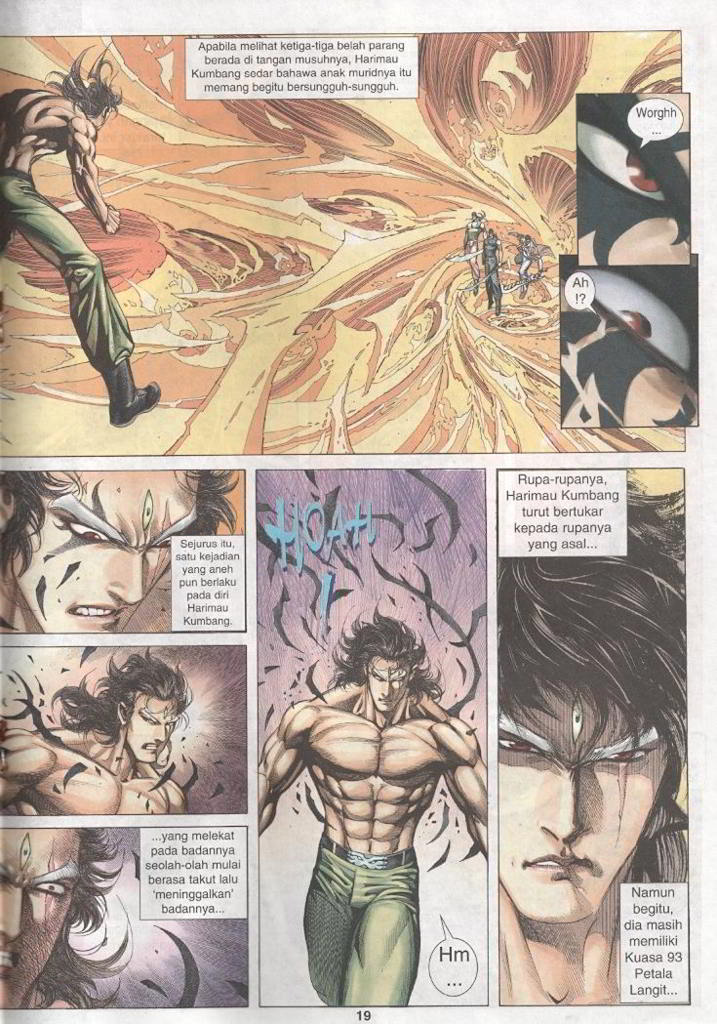 Apabila melihat ketiga-tiga belah parang
berada di tangan musuhnya, Harimau
Kumbang sedar bahawa anak muridnya itu
memang begitu bersungguh-sungguh.
Worghh
...
Ah
!?
Sejurus itu,
satu kejadian
yang aneh
pun berlaku
pada diri
Harimau
Kumbang.
...yang melekat
pada badannya
seolah-olah mulai
berasa takut lalu
'meninggalkan'
badannya...
HOAH
!
Hm
...
Rupa-rupanya,
Harimau Kumbang
turut bertukar
kepada rupanya
yang asal...
Namun
begitu,
dia masih
memiliki
Kuasa 93
Petala
Langit...
19